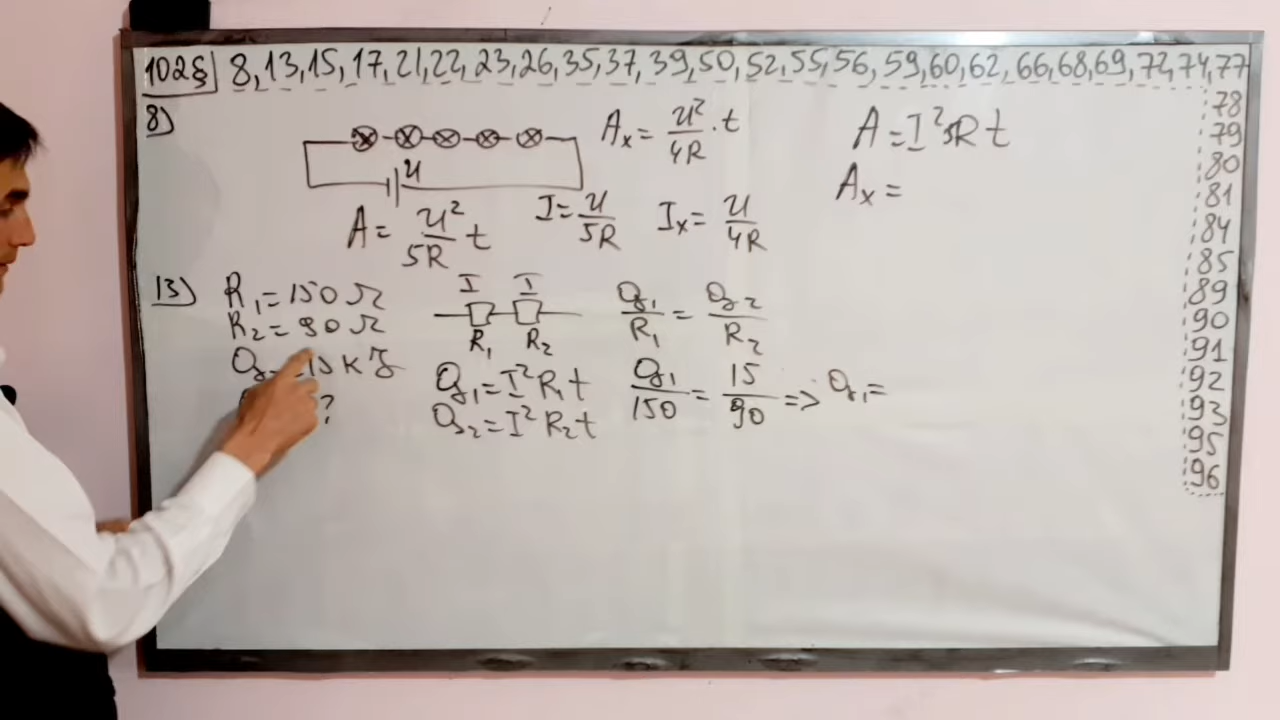 102§ 8,13,15,17,21,22,23,26,35,37,39,50,52,55,56,59,60,62,66,68,69,72,74,77
78
79
80
81
84
85
89
90
91
92
93
95
96
8)
U
Aₓ = U²/4R · t
A = I²5Rt
Aₓ =
A = U²/5R t
I = U/5R
Iₓ = U/4R
13) R₁ = 150 Ω
R₂ = 90 Ω
15 KJ
?
I I
R₁ R₂
Q₁ = I²R₁t
Q₂ = I²R₂t
Q₁/R₁ = Q₂/R₂
Q₁/150 = 15/90 => Q₁ =